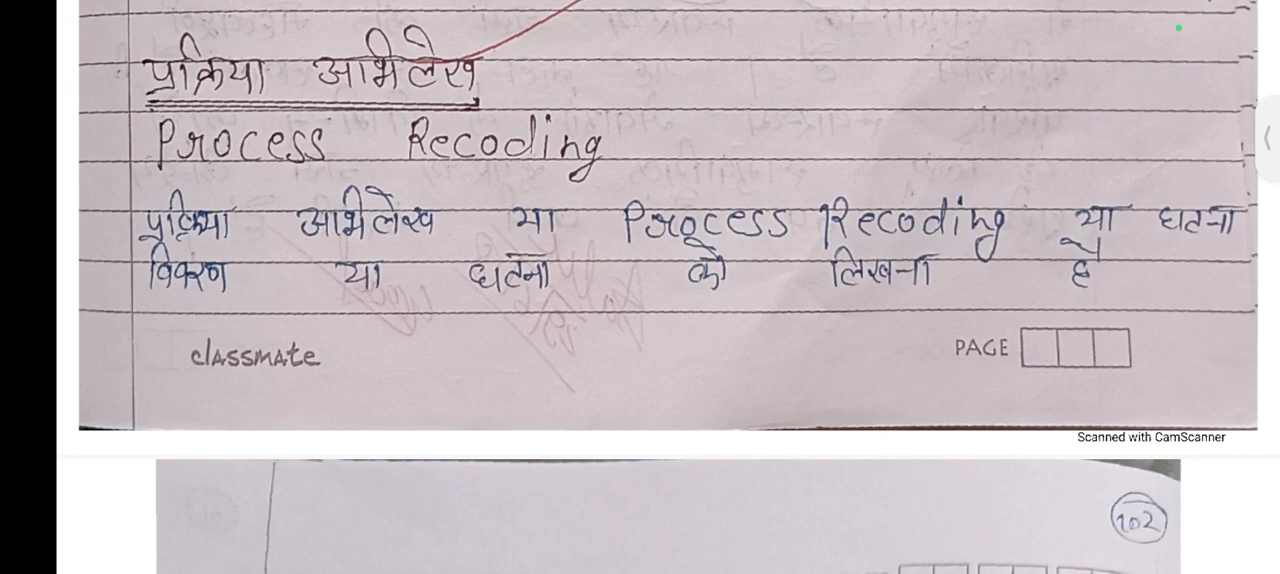 प्रक्रिया अभिलेख
Process Recoding
प्रक्रिया अभिलेख या Process Recoding या घटना
विवरण या घटना को लिखना है
classmate
PAGE
Scanned with CamScanner
102